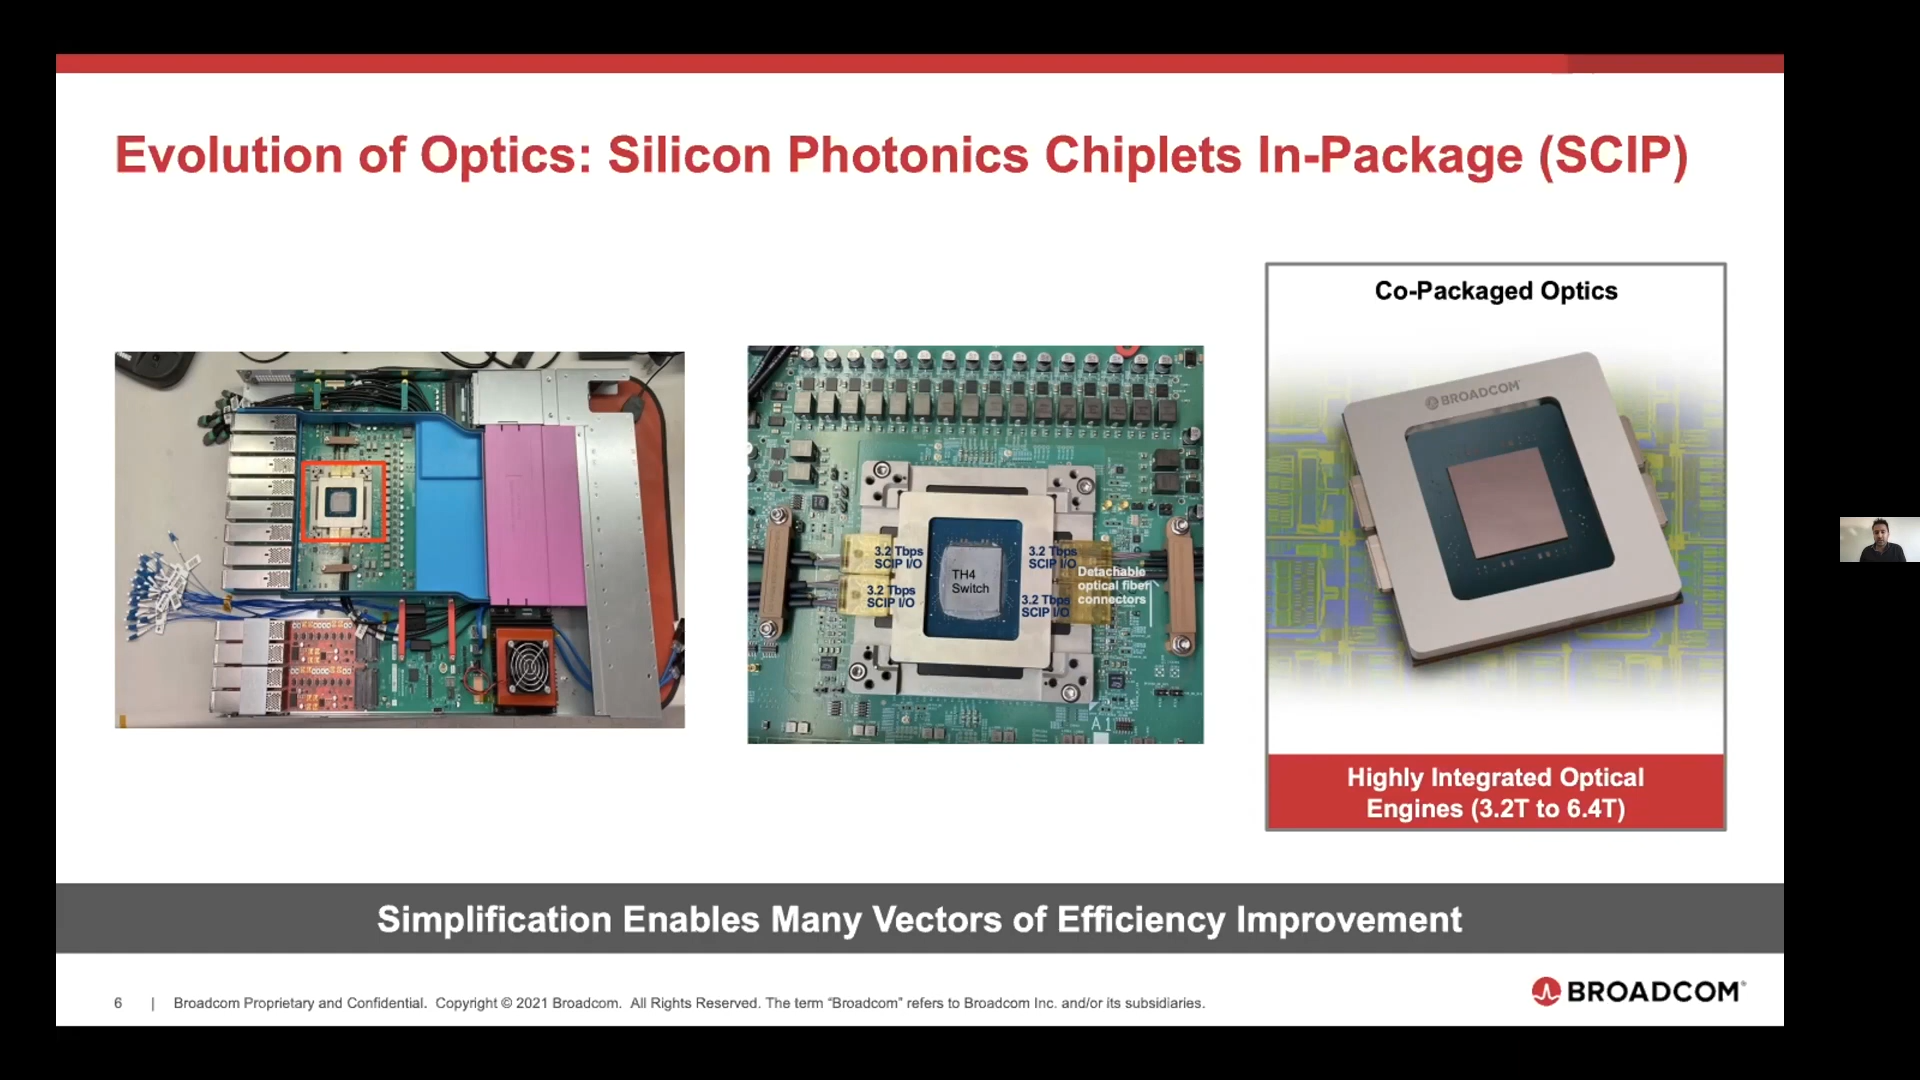 Evolution of Optics: Silicon Photonics Chiplets In-Package (SCIP)
3.2 Tbps
SCIP I/O
3.2 Tbps
SCIP I/O
TH4
Switch
3.2 Tbps
SCIP I/O
3.2 Tbps
SCIP I/O
Detachable
optical fiber
connectors
A1
Co-Packaged Optics
BROADCOM
Highly Integrated Optical
Engines (3.2T to 6.4T)
Simplification Enables Many Vectors of Efficiency Improvement
6 | Broadcom Proprietary and Confidential. Copyright © 2021 Broadcom. All Rights Reserved. The term “Broadcom” refers to Broadcom Inc. and/or its subsidiaries.
BROADCOM®